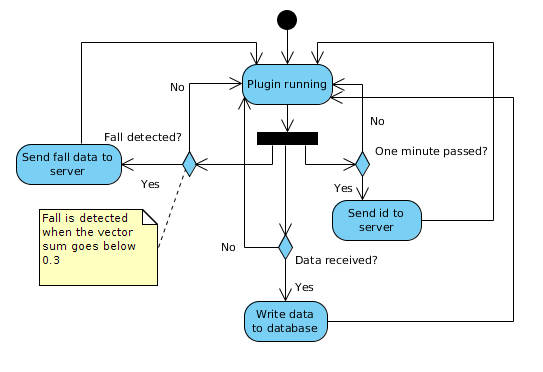 Plugin running
No
No
Fall detected?
One minute passed?
Send fall data to
server
Yes
Yes
Send id to
server
Fall is detected
when the vector
sum goes below
0.3
No
Data received?
Yes
Write data
to database